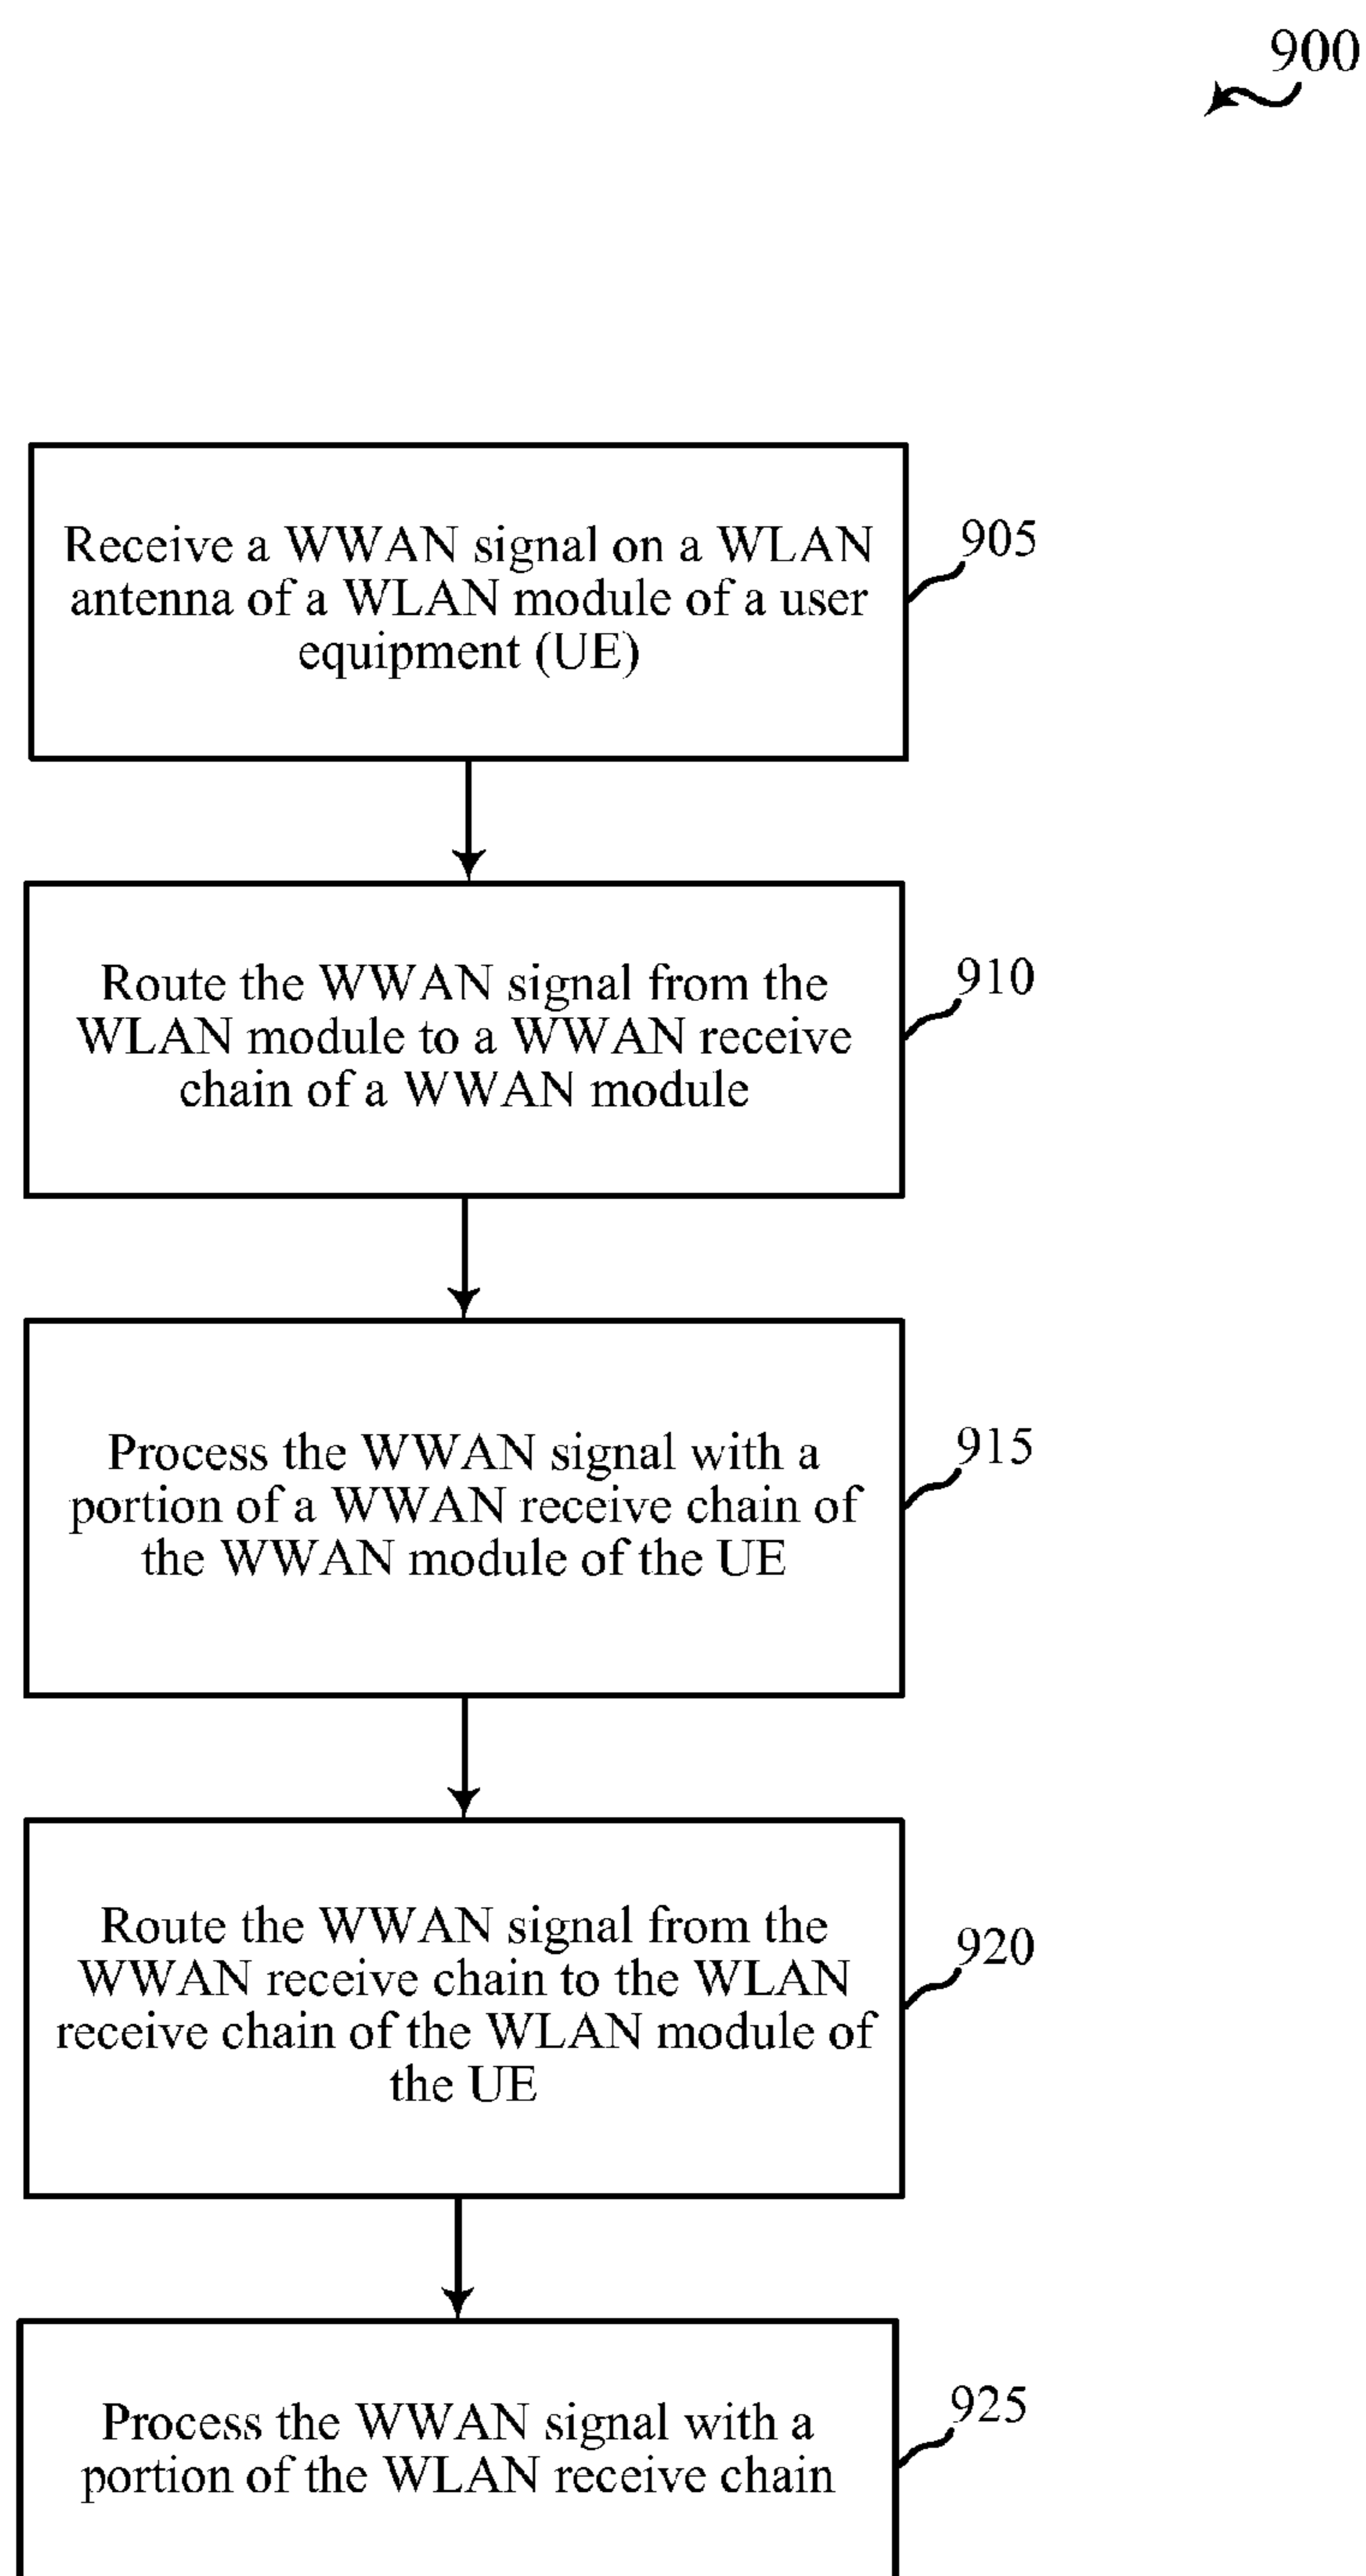 900
Receive a WWAN signal on a WLAN
antenna of a WLAN module of a user
equipment (UE)
905
Route the WWAN signal from the
WLAN module to a WWAN receive
chain of a WWAN module
910
Process the WWAN signal with a
portion of a WWAN receive chain of
the WWAN module of the UE
915
Route the WWAN signal from the
WWAN receive chain to the WLAN
receive chain of the WLAN module of
the UE
920
Process the WWAN signal with a
portion of the WLAN receive chain
925